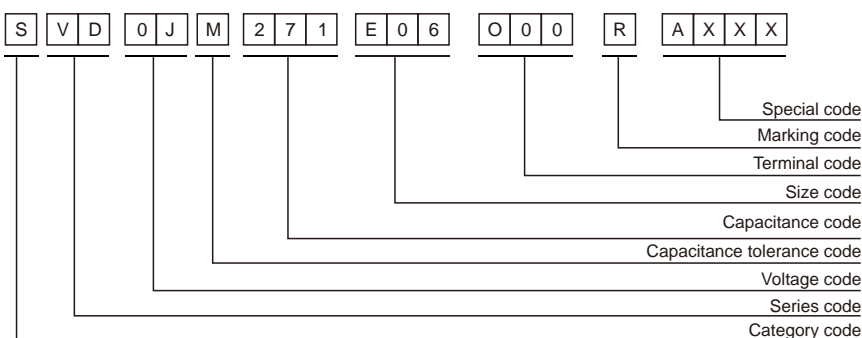 S V D 0 J M 2 7 1 E 0 6 O 0 0 R A X X X
Special code
Marking code
Terminal code
Size code
Capacitance code
Capacitance tolerance code
Voltage code
Series code
Category code